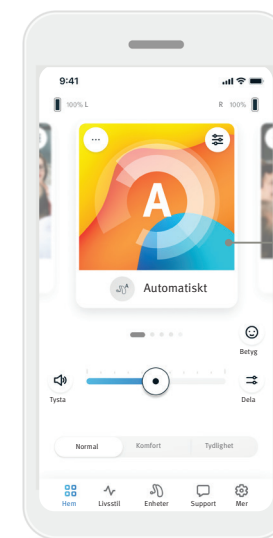 9:41
100% L
R 100%
...
A
A
Automatiskt
Betyg
Tysta
Dela
Normal
Komfort
Tydlighet
Hem
Livsstil
Enheter
Support
Mer